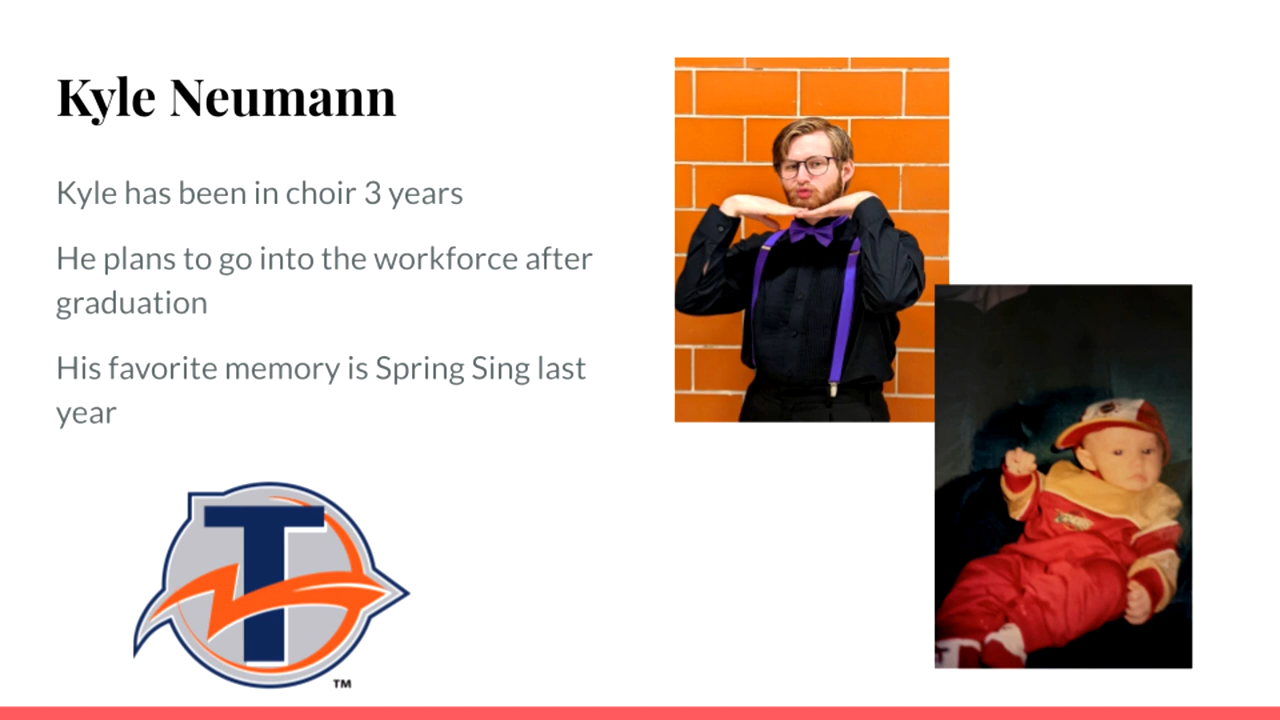 Kyle Neumann
Kyle has been in choir 3 years
He plans to go into the workforce after
graduation
His favorite memory is Spring Sing last
year
T
TM